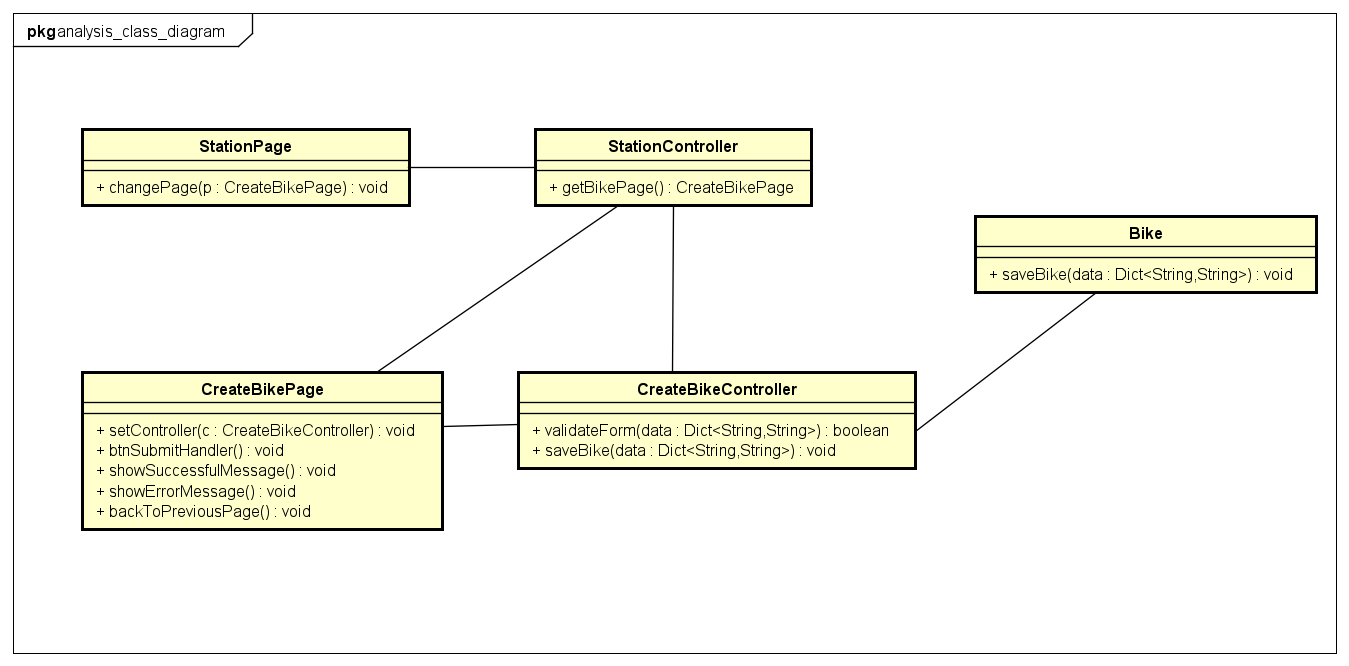 pkg analysis_class_diagram
StationPage
+ changePage(p : CreateBikePage) : void
StationController
+ getBikePage() : CreateBikePage
Bike
+ saveBike(data : Dict<String,String>) : void
CreateBikePage
+ setController(c : CreateBikeController) : void
+ btnSubmitHandler() : void
+ showSuccessfulMessage() : void
+ showErrorMessage() : void
+ backToPreviousPage() : void
CreateBikeController
+ validateForm(data : Dict<String,String>) : boolean
+ saveBike(data : Dict<String,String>) : void